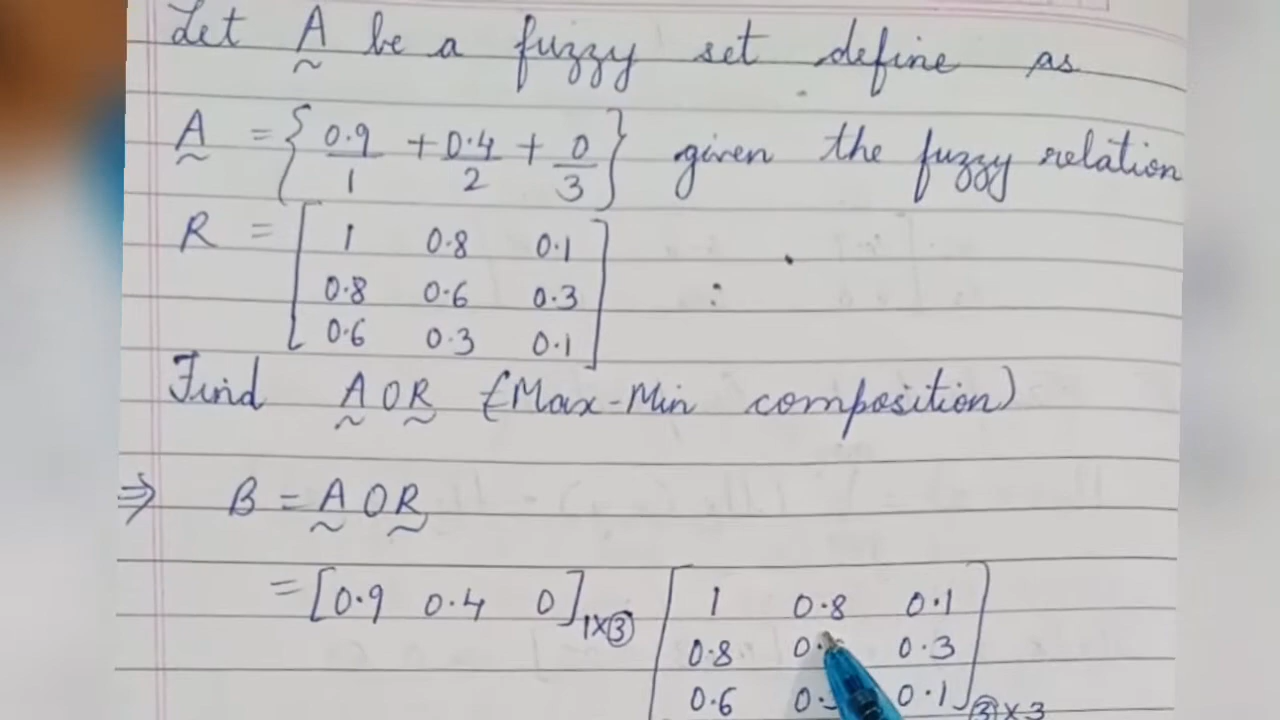 Let A be a fuzzy set define as
~
A = { 0.9/1 + 0.4/2 + 0/3 } given the fuzzy relation
~
R = [ 1 0.8 0.1
0.8 0.6 0.3
0.6 0.3 0.1 ]
Find A O R (Max-Min composition)
~ ~
⇒ B = A O R
~ ~
= [0.9 0.4 0] 1×③ [ 1 0.8 0.1
0.8 0. 0.3
0.6 0. 0.1 ] ③×3